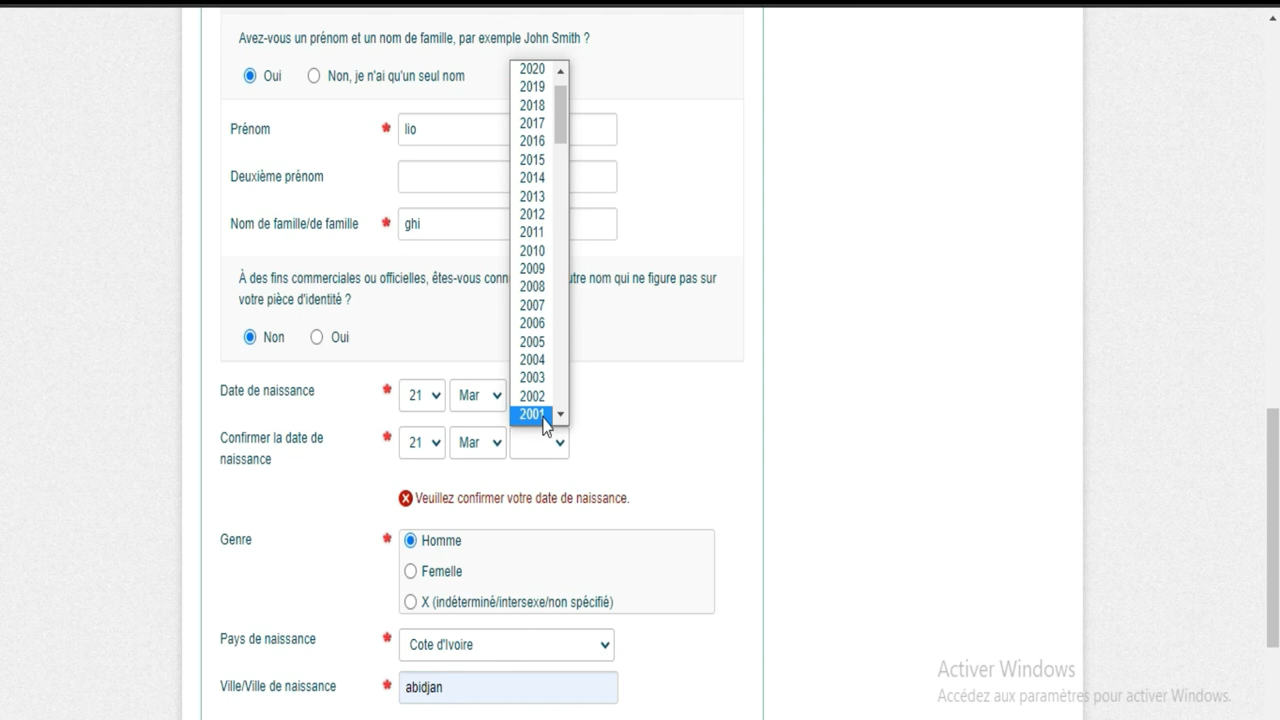 Avez-vous un prénom et un nom de famille, par exemple John Smith ?
Oui
Non, je n'ai qu'un seul nom
Prénom * lio
Deuxième prénom
Nom de famille/de famille * ghi
À des fins commerciales ou officielles, êtes-vous conn utre nom qui ne figure pas sur
votre pièce d'identité ?
Non
Oui
2020
2019
2018
2017
2016
2015
2014
2013
2012
2011
2010
2009
2008
2007
2006
2005
2004
2003
2002
2001
Date de naissance * 21 Mar
Confirmer la date de
naissance * 21 Mar
Veuillez confirmer votre date de naissance.
Genre *
Homme
Femelle
X (indéterminé/intersexe/non spécifié)
Pays de naissance * Cote d'Ivoire
Ville/Ville de naissance * abidjan
Activer Windows
Accédez aux paramètres pour activer Windows.